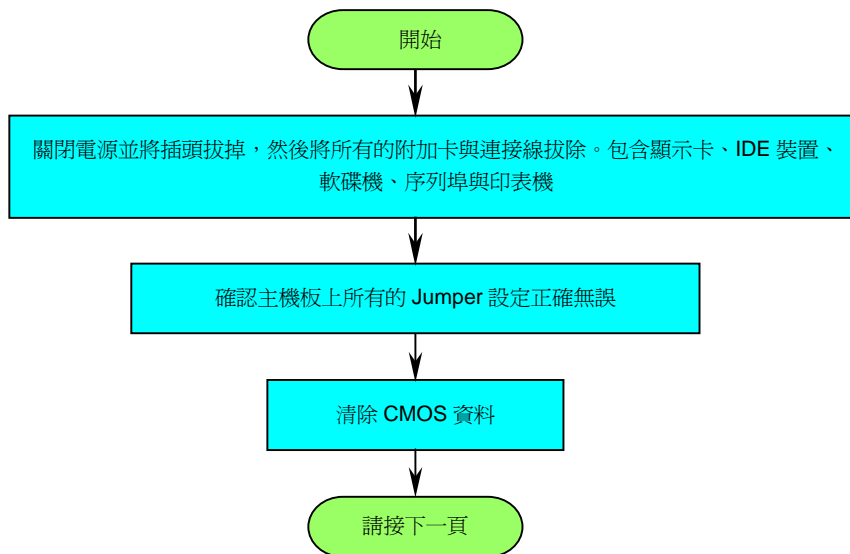 開始
關閉電源並將插頭拔掉，然後將所有的附加卡與連接線拔除。包含顯示卡、IDE 裝置、
軟碟機、序列埠與印表機
確認主機板上所有的 Jumper 設定正確無誤
清除 CMOS 資料
請接下一頁